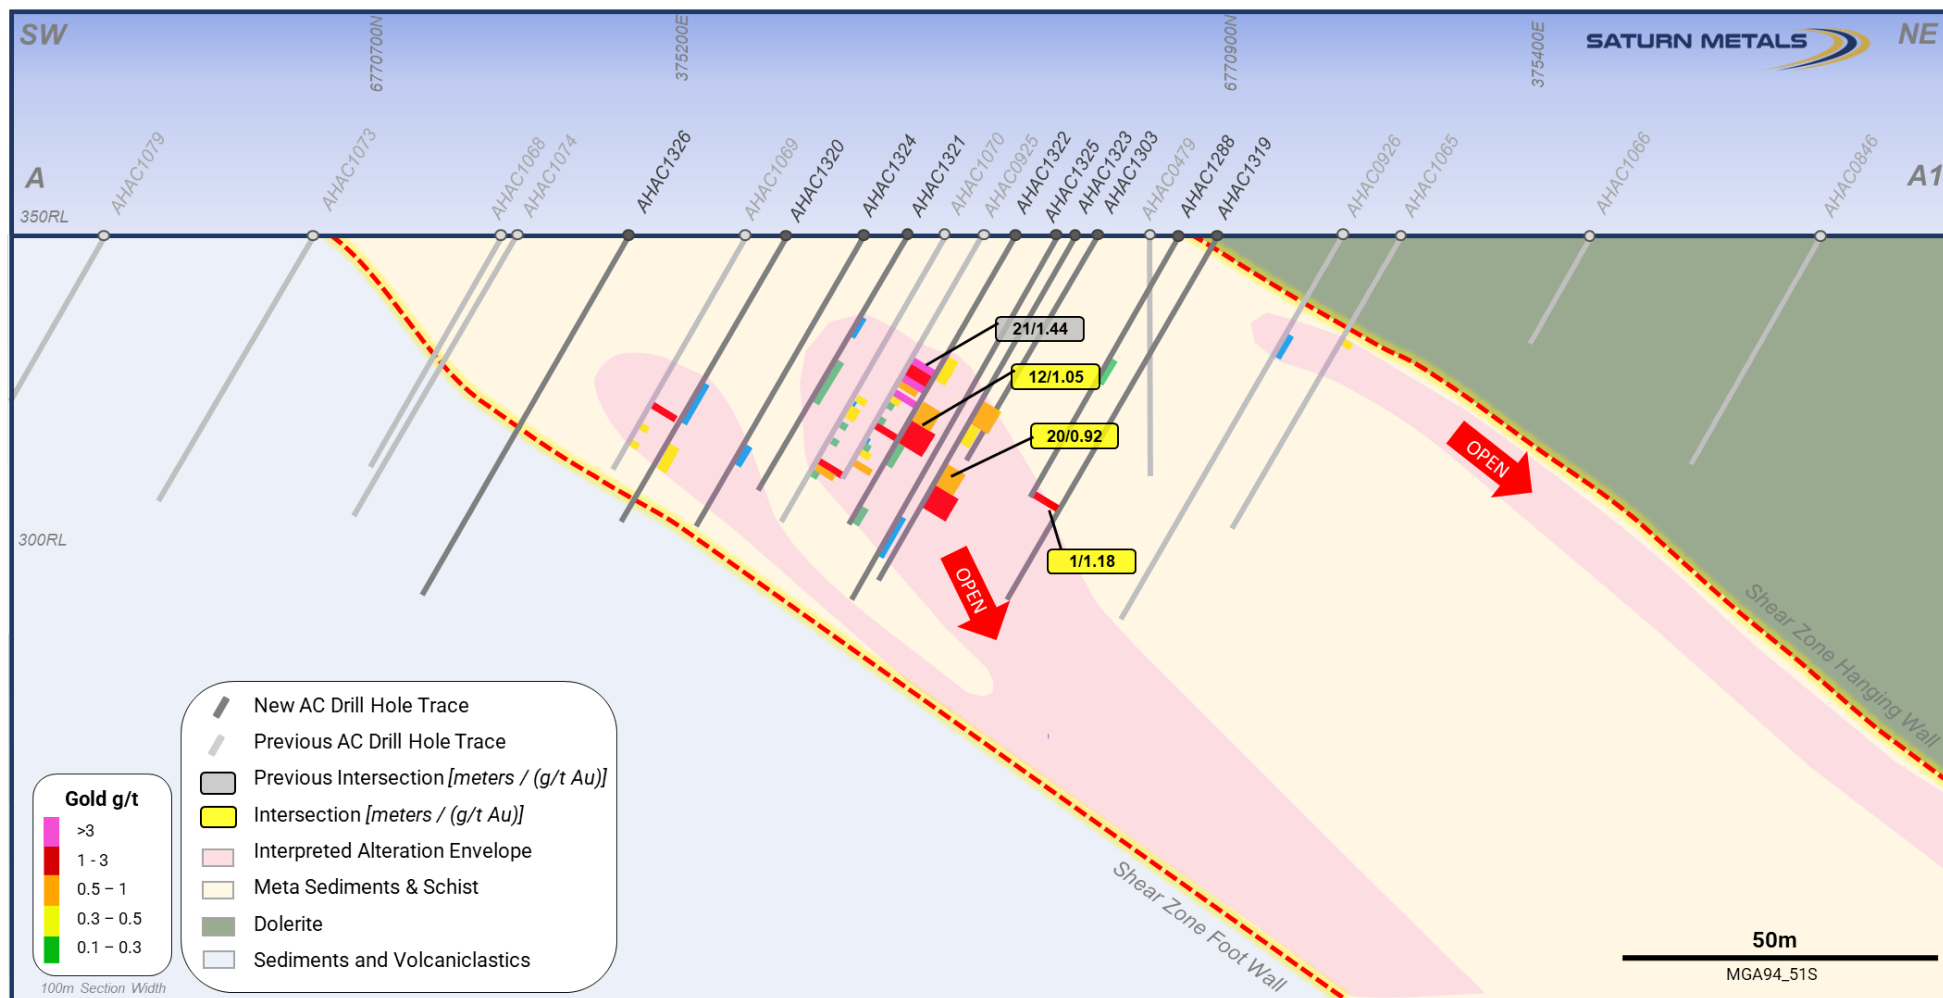 SW
6770700N
375200E
6770900N
375400E
SATURN METALS
NE
A
A1
AHAC1079
AHAC1073
AHAC1068
AHAC1074
AHAC1326
AHAC1069
AHAC1320
AHAC1324
AHAC1321
AHAC1070
AHAC0925
AHAC1322
AHAC1325
AHAC1323
AHAC1303
AHAC0479
AHAC1288
AHAC1319
AHAC0926
AHAC1065
AHAC1066
AHAC0846
350RL
21/1.44
12/1.05
20/0.92
OPEN
300RL
1/1.18
OPEN
Shear Zone Hanging Wall
Shear Zone Foot Wall
New AC Drill Hole Trace
Previous AC Drill Hole Trace
Previous Intersection [meters / (g/t Au)]
Intersection [meters / (g/t Au)]
Interpreted Alteration Envelope
Meta Sediments & Schist
Dolerite
Sediments and Volcaniclastics
Gold g/t
>3
1 - 3
0.5 – 1
0.3 – 0.5
0.1 – 0.3
100m Section Width
50m
MGA94_51S